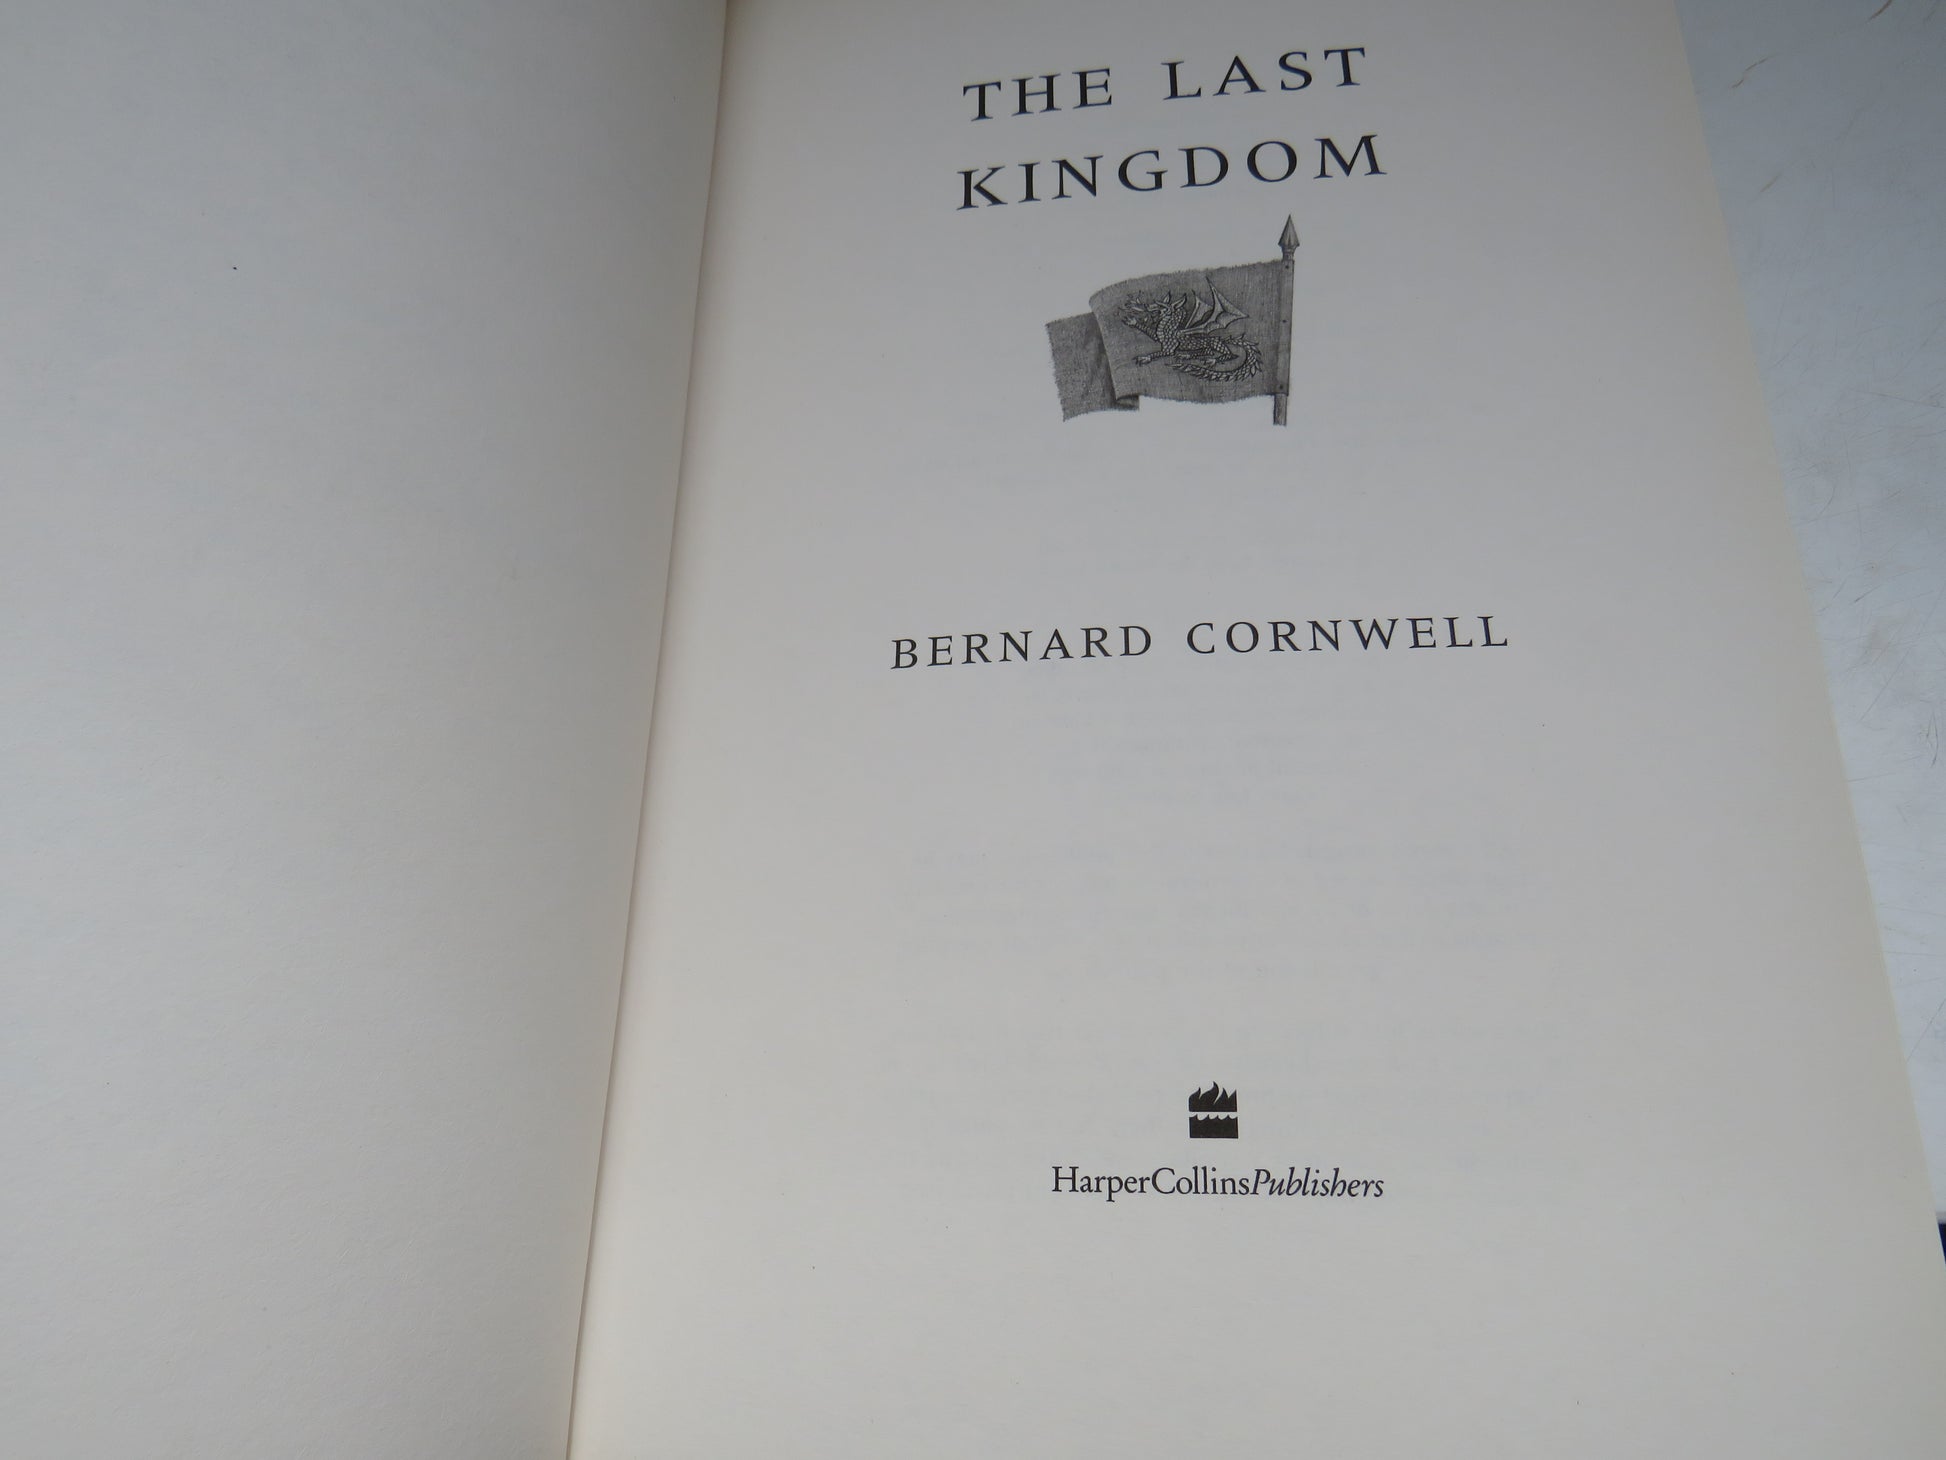 THE LAST
KINGDOM
BERNARD CORNWELL
HarperCollinsPublishers